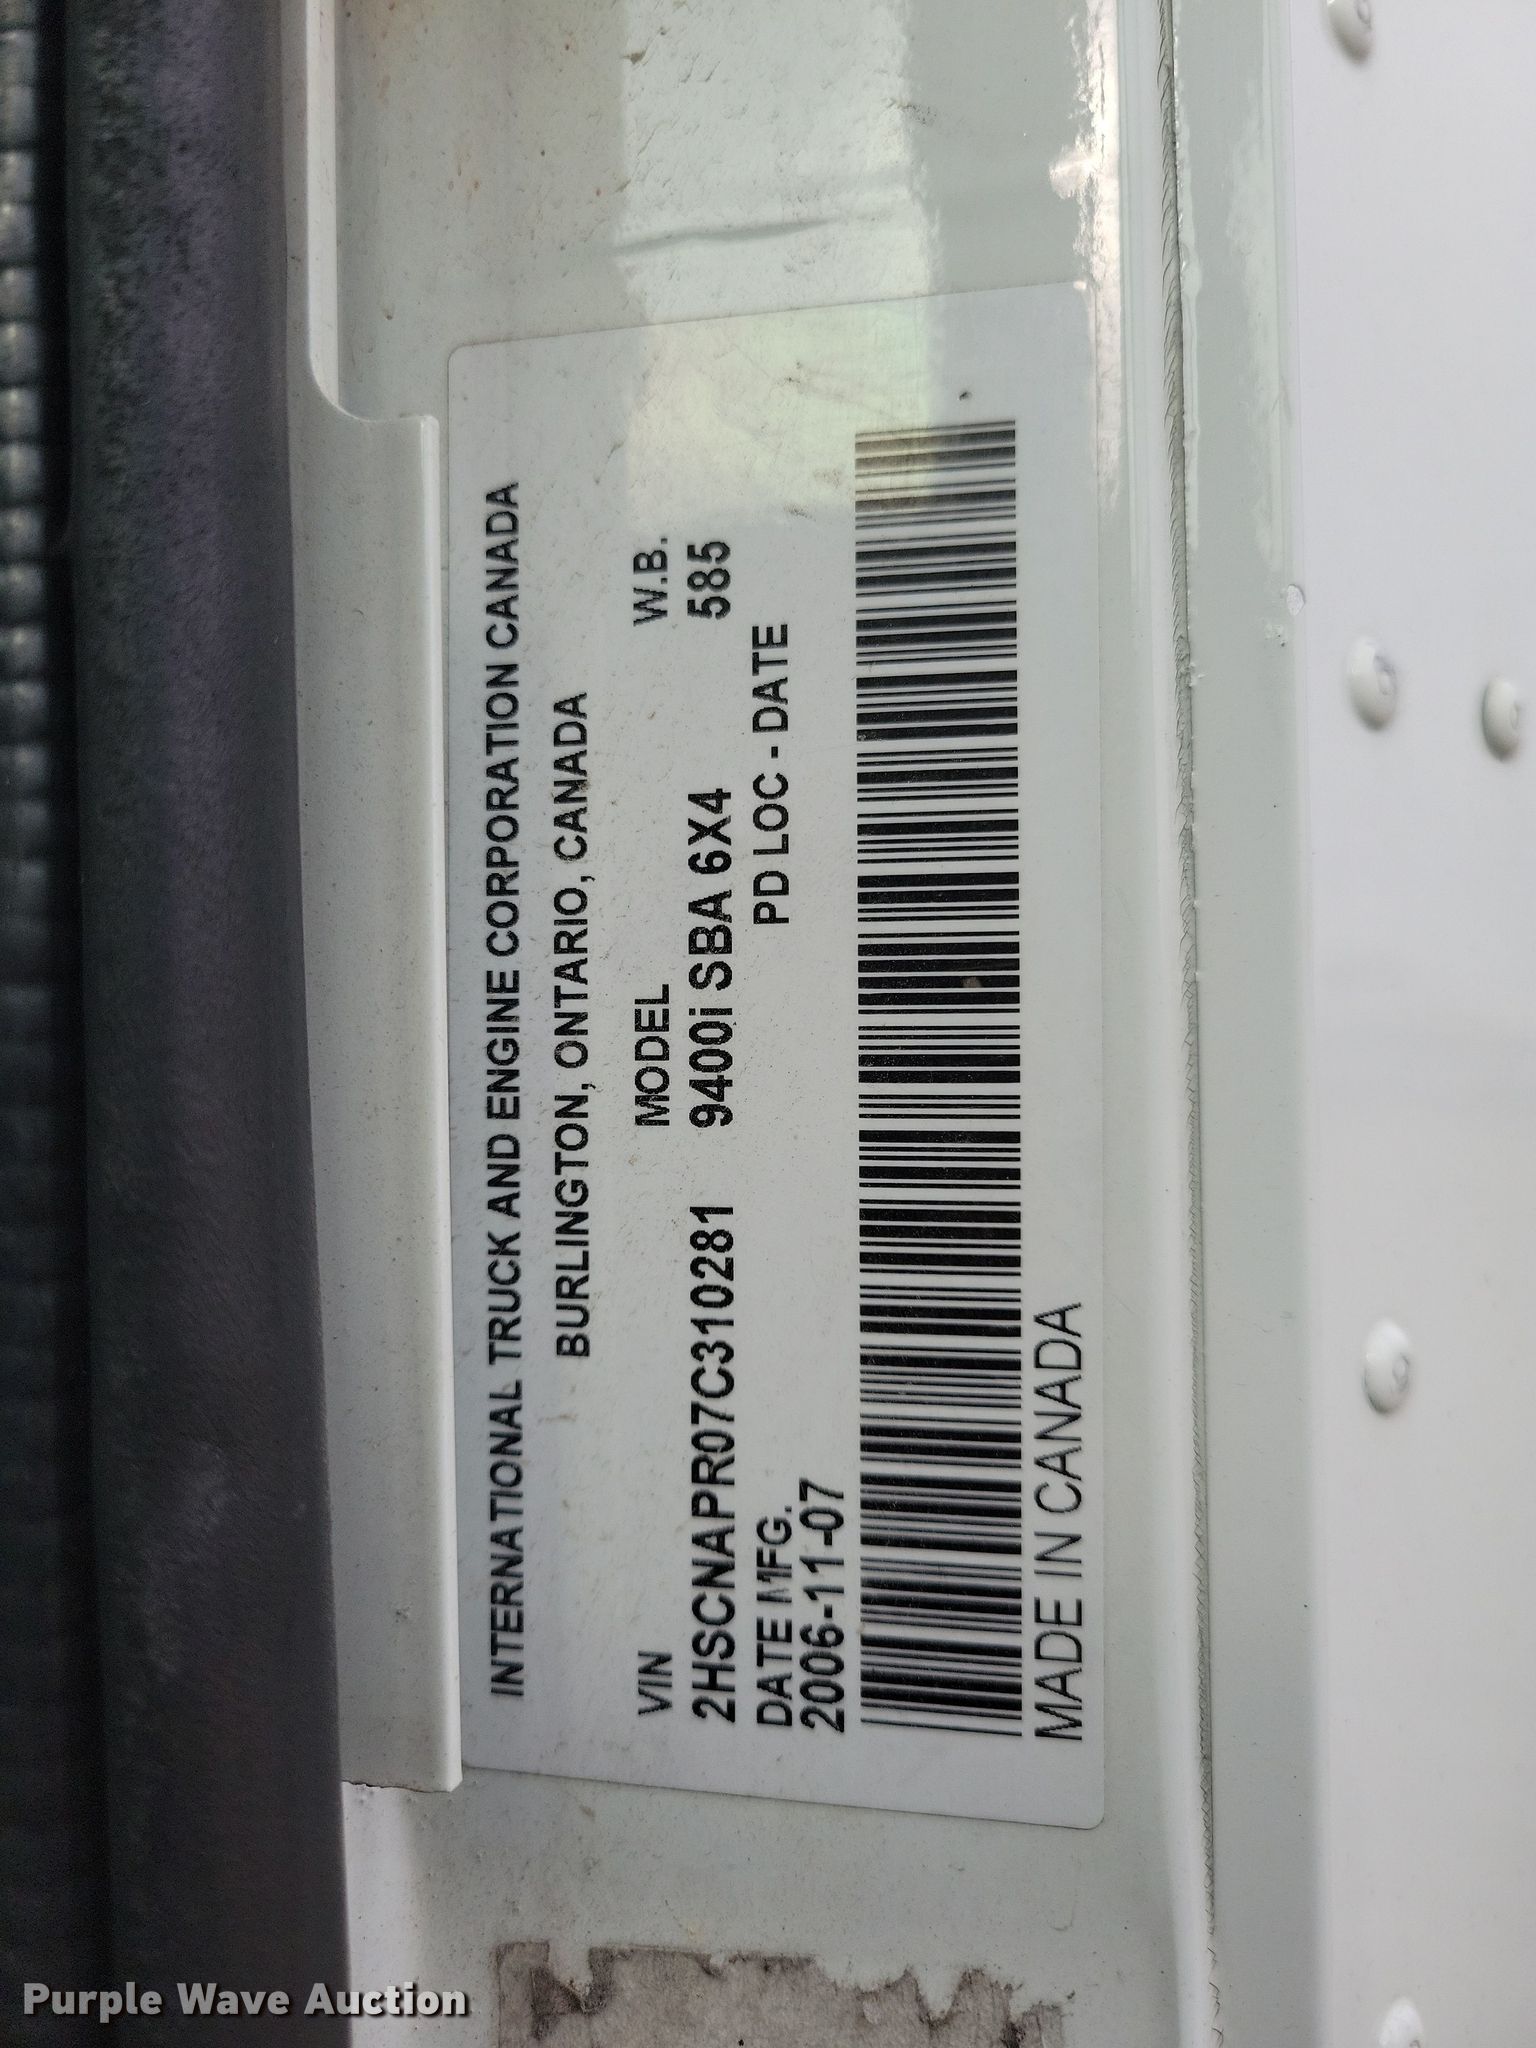 INTERNATIONAL TRUCK AND ENGINE CORPORATION CANADA
BURLINGTON, ONTARIO, CANADA
VIN MODEL W.B.
2HSCNAPR07C310281 9400i SBA 6X4 585
DATE MFG. PD LOC - DATE
2006-11-07
MADE IN CANADA
Purple Wave Auction